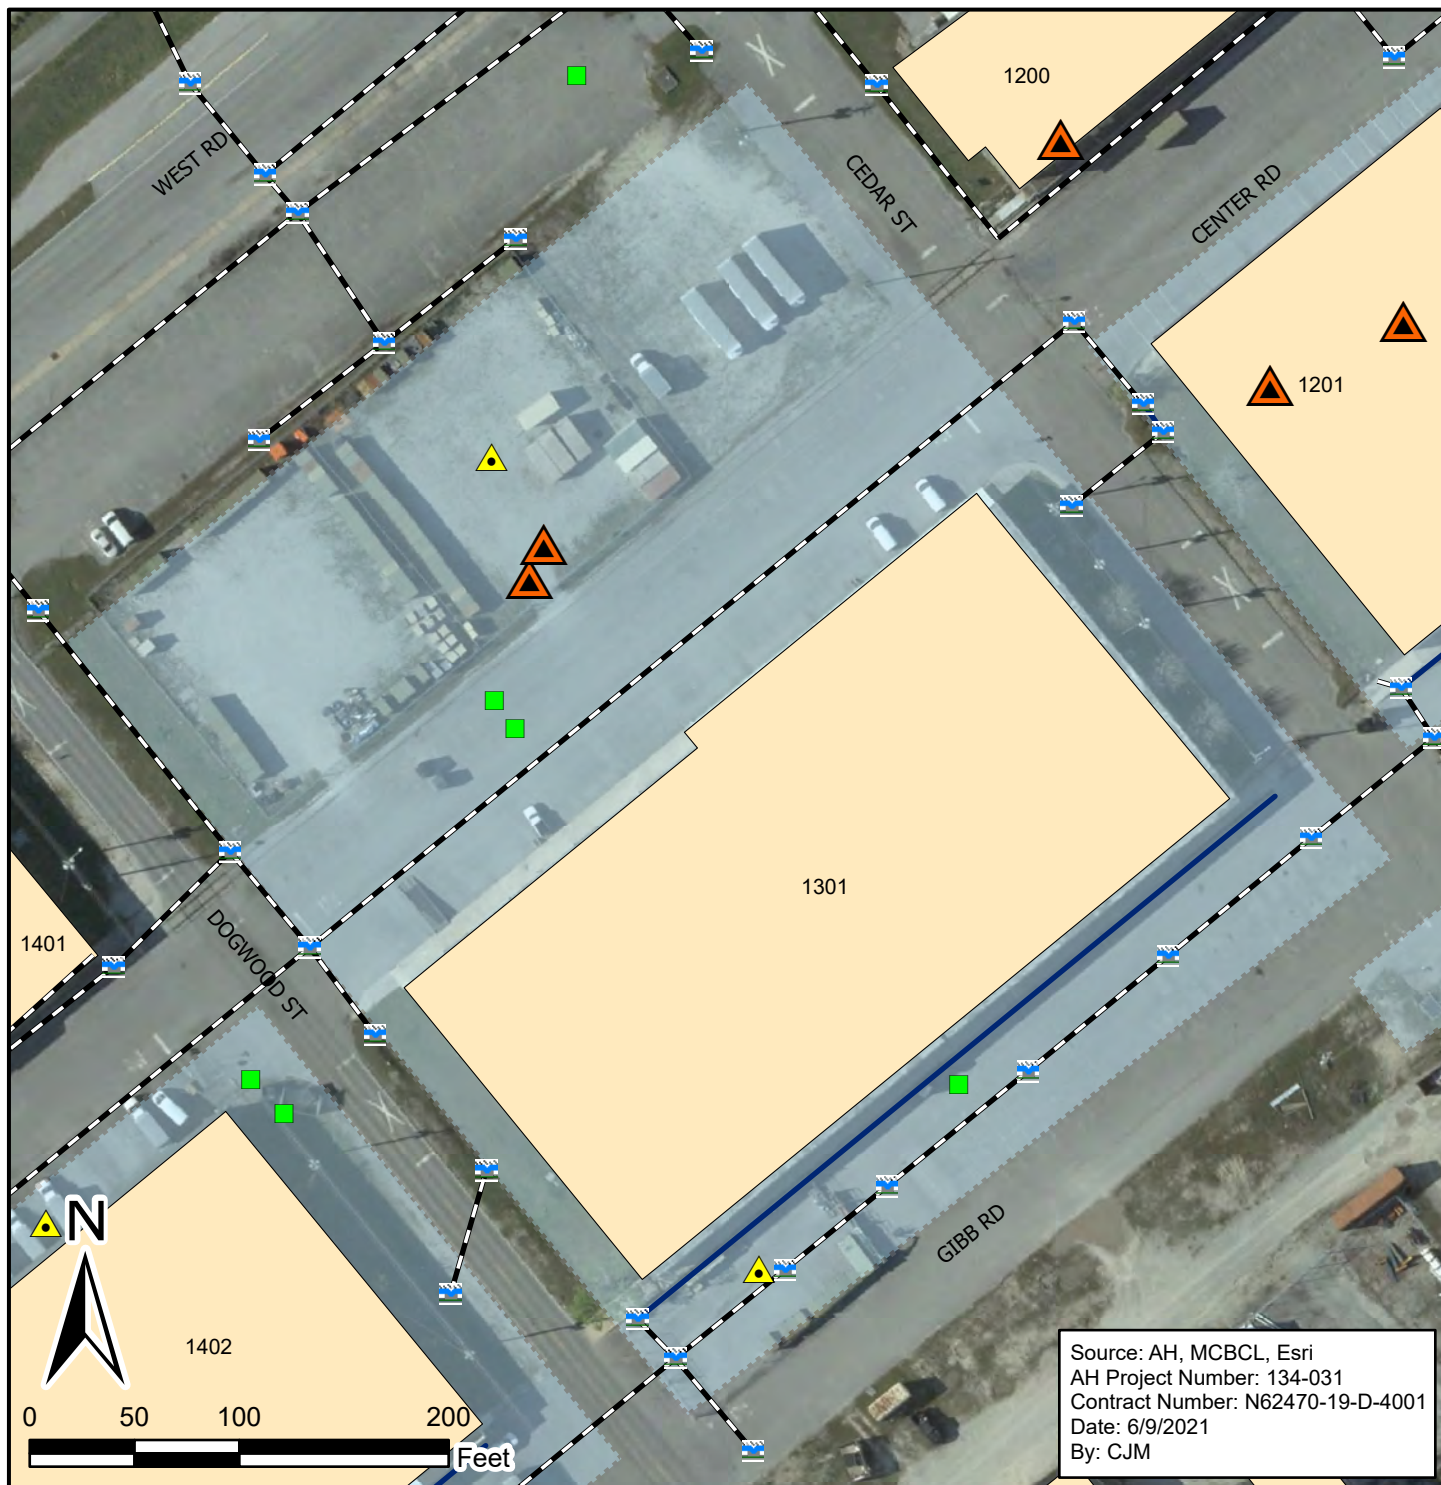 1200
WEST RD
CEDAR ST
CENTER RD
1201
1301
1401
DOGWOOD ST
GIBB RD
N
1402
0 50 100 200
Feet
Source: AH, MCBCL, Esri
AH Project Number: 134-031
Contract Number: N62470-19-D-4001
Date: 6/9/2021
By: CJM